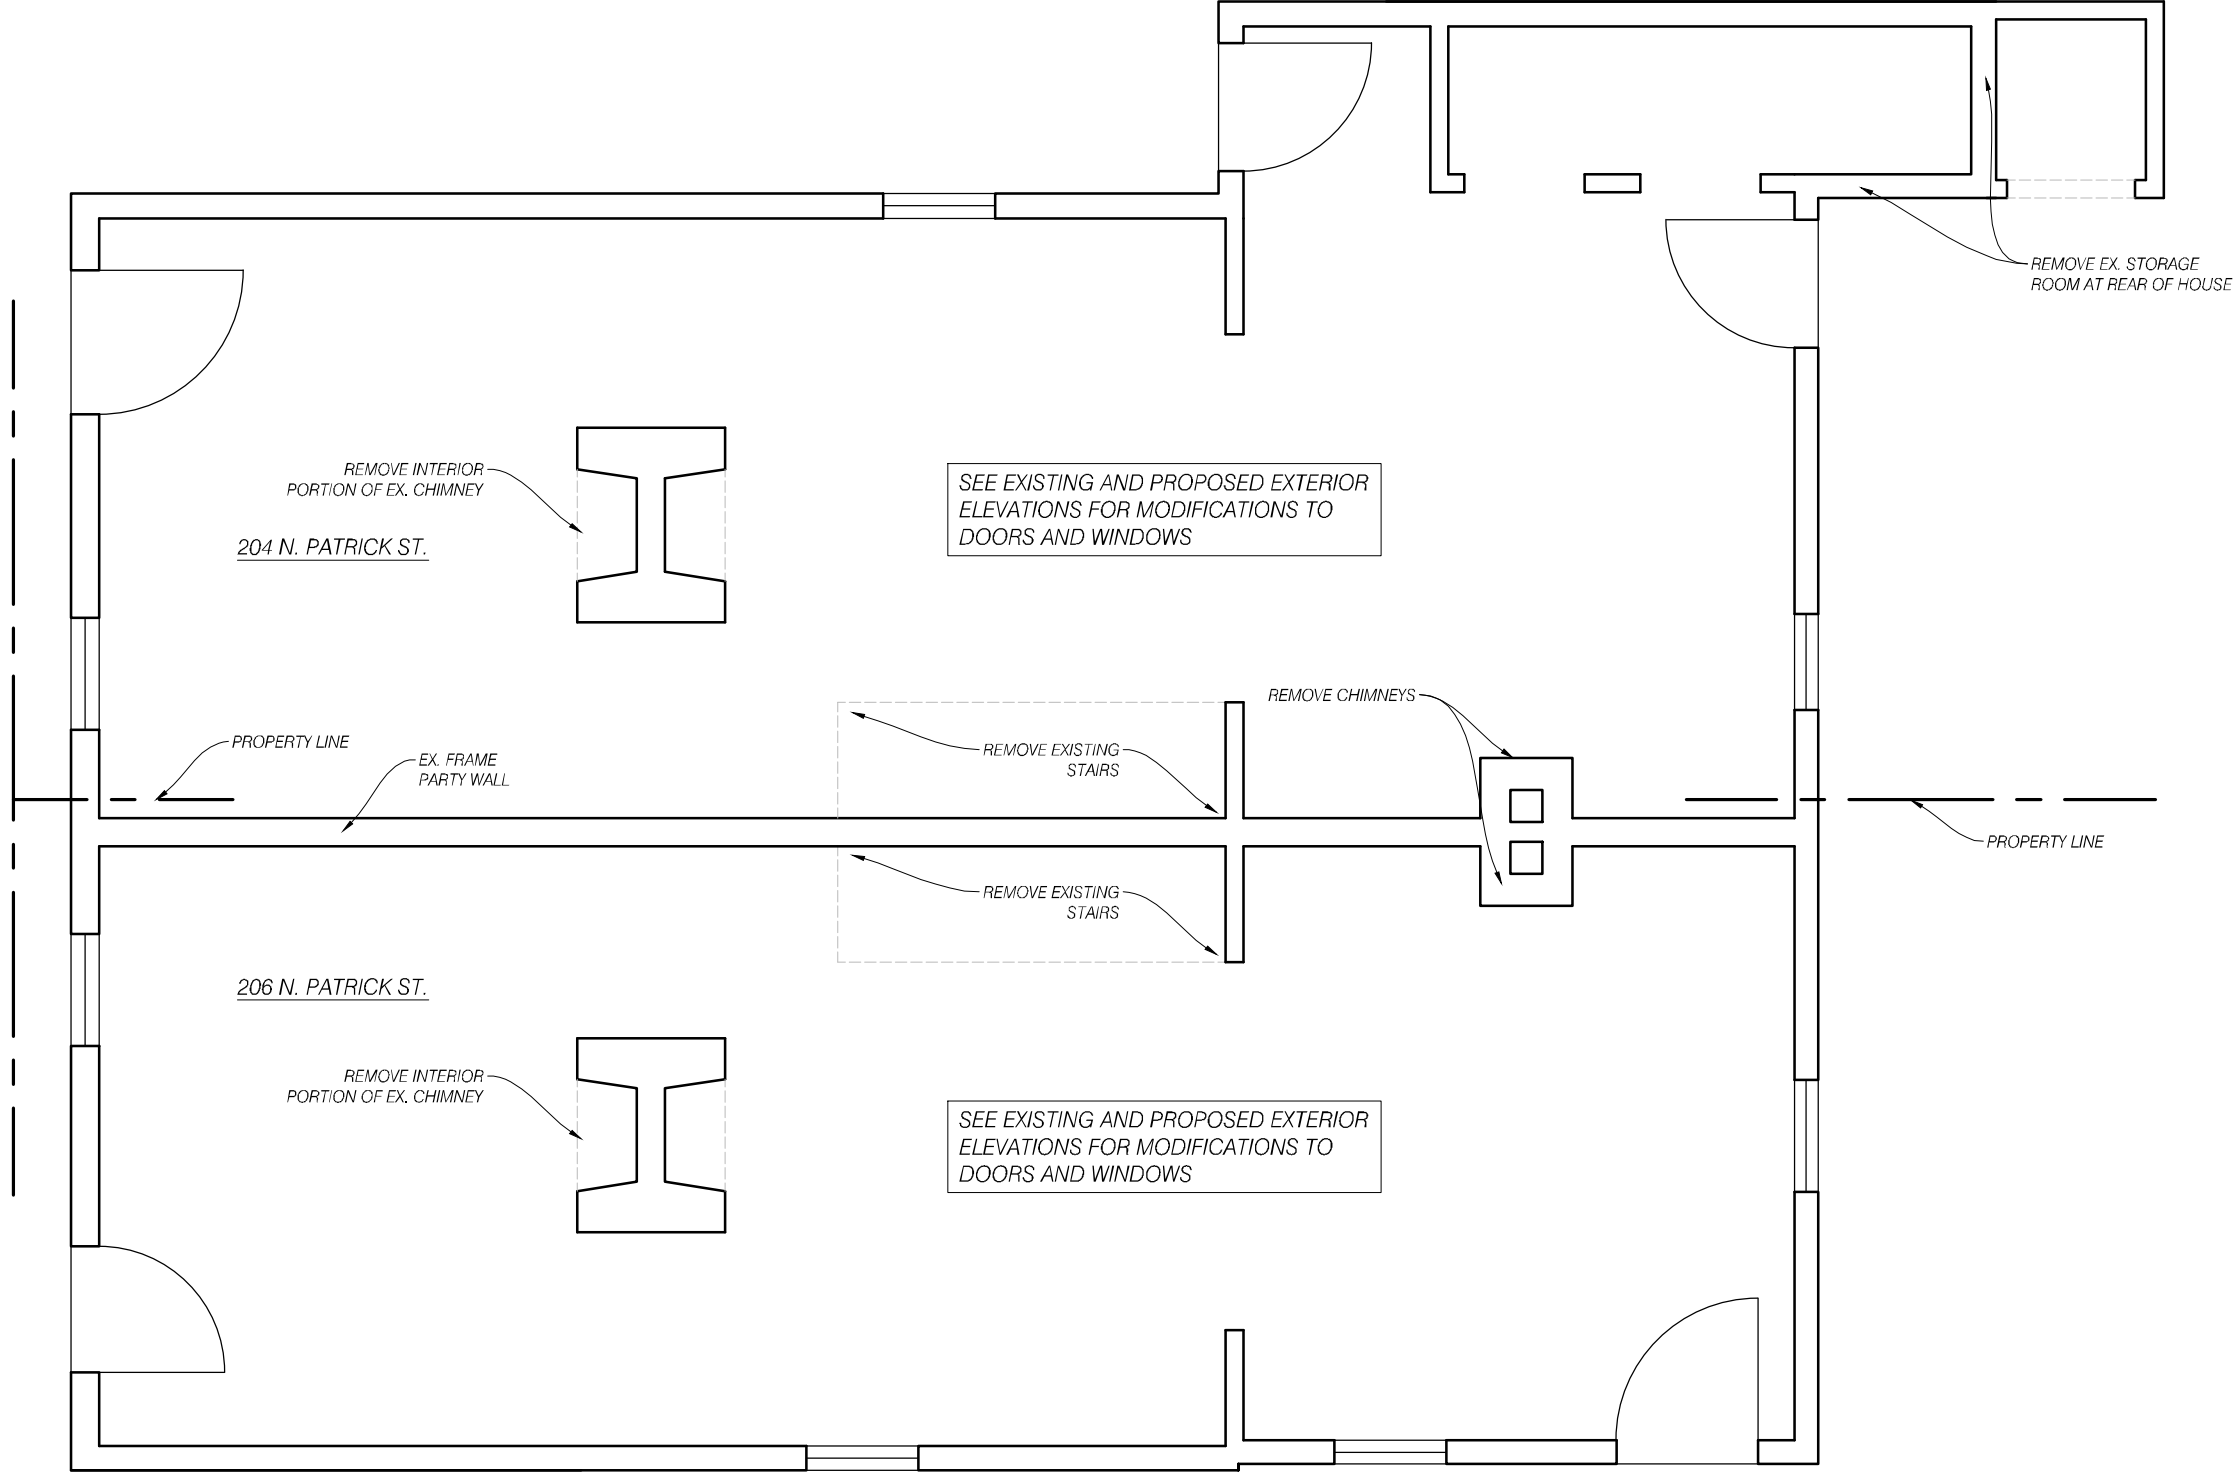 REMOVE EX. STORAGE
ROOM AT REAR OF HOUSE
REMOVE INTERIOR
PORTION OF EX. CHIMNEY
SEE EXISTING AND PROPOSED EXTERIOR
ELEVATIONS FOR MODIFICATIONS TO
DOORS AND WINDOWS
204 N. PATRICK ST.
REMOVE CHIMNEYS
PROPERTY LINE
REMOVE EXISTING
STAIRS
EX. FRAME
PARTY WALL
PROPERTY LINE
REMOVE EXISTING
STAIRS
206 N. PATRICK ST.
REMOVE INTERIOR
PORTION OF EX. CHIMNEY
SEE EXISTING AND PROPOSED EXTERIOR
ELEVATIONS FOR MODIFICATIONS TO
DOORS AND WINDOWS